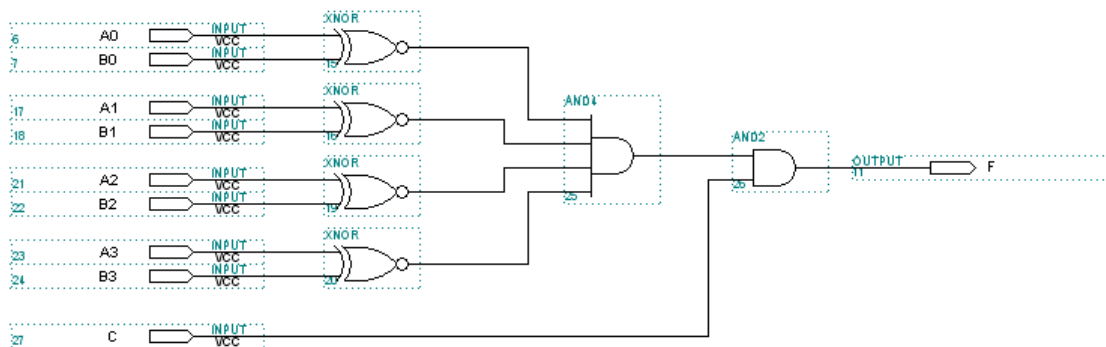 XNOR
6 A0 INPUT
VCC
7 B0 INPUT
VCC 15
XNOR
17 A1 INPUT
VCC
18 B1 INPUT
VCC 16
AND4
25
AND2
26
OUTPUT
11 F
XNOR
21 A2 INPUT
VCC
22 B2 INPUT
VCC 19
XNOR
23 A3 INPUT
VCC
24 B3 INPUT
VCC 20
27 C INPUT
VCC